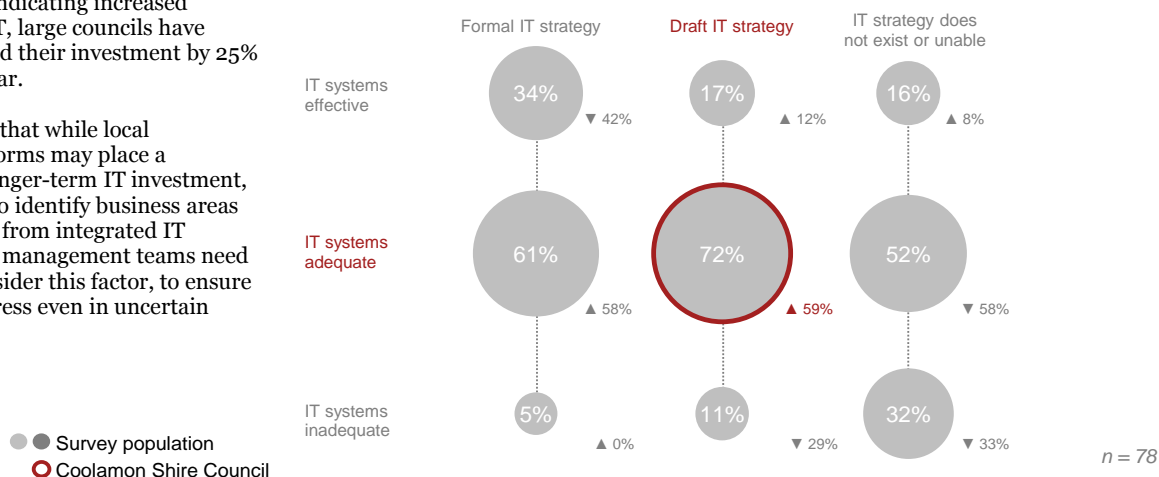 ndicating increased
T, large councils have
d their investment by 25%
ar.
that while local
orms may place a
nger-term IT investment,
o identify business areas
from integrated IT
management teams need
sider this factor, to ensure
ress even in uncertain
Formal IT strategy
Draft IT strategy
IT strategy does
not exist or unable
IT systems
effective
34%
▼ 42%
17%
▲ 12%
16%
▲ 8%
IT systems
adequate
61%
▲ 58%
72%
▲ 59%
52%
▼ 58%
IT systems
inadequate
5%
▲ 0%
11%
▼ 29%
32%
▼ 33%
Survey population
Coolamon Shire Council
n = 78